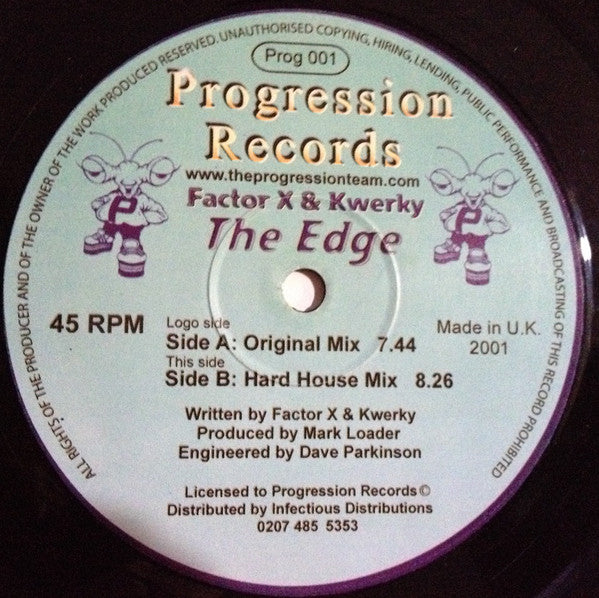 ALL RIGHTS OF THE PRODUCER AND OF THE OWNER OF THE WORK PRODUCED RESERVED. UNAUTHORISED COPYING, HIRING, LENDING, PUBLIC PERFORMANCE AND BROADCASTING OF THIS RECORD PROHIBITED
Prog 001
Progression
Records
www.theprogressionteam.com
Factor X & Kwerky
The Edge
P
P
45 RPM
Logo side
Side A: Original Mix 7.44
This side
Side B: Hard House Mix 8.26
Made in U.K.
2001
Written by Factor X & Kwerky
Produced by Mark Loader
Engineered by Dave Parkinson
Licensed to Progression Records©
Distributed by Infectious Distributions
0207 485 5353